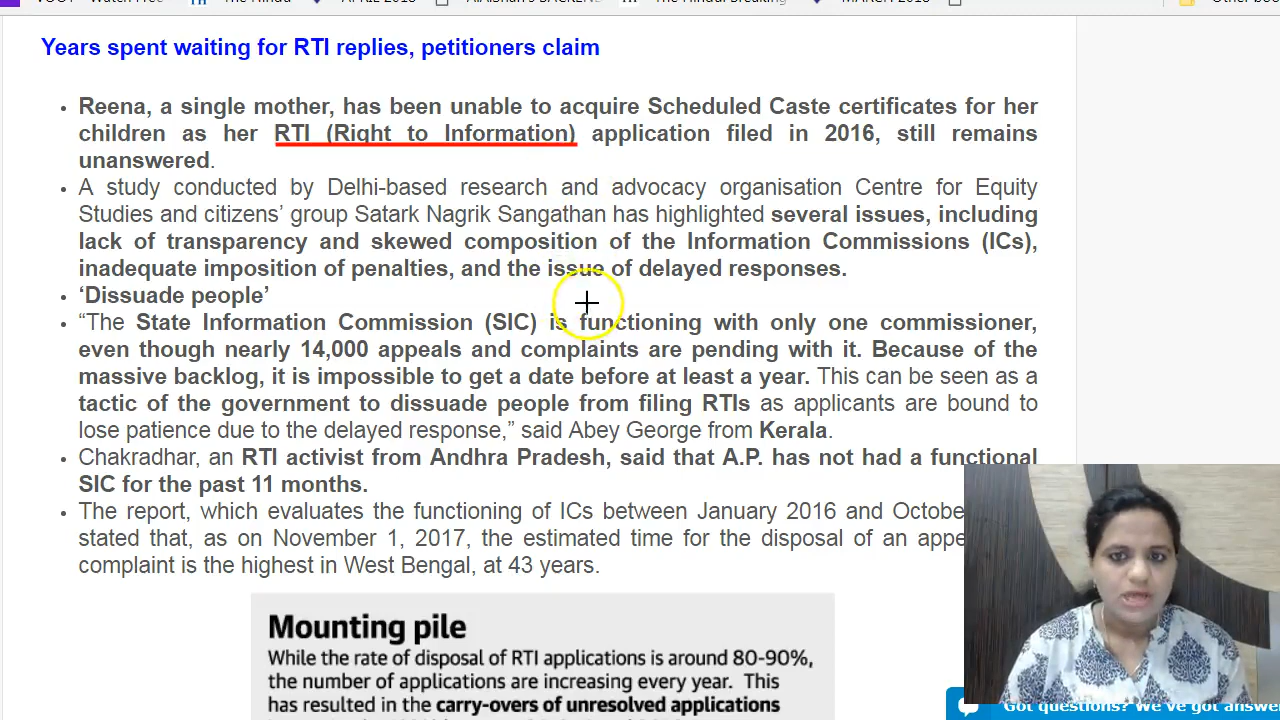 Years spent waiting for RTI replies, petitioners claim
• Reena, a single mother, has been unable to acquire Scheduled Caste certificates for her
children as her RTI (Right to Information) application filed in 2016, still remains
unanswered.
• A study conducted by Delhi-based research and advocacy organisation Centre for Equity
Studies and citizens’ group Satark Nagrik Sangathan has highlighted several issues, including
lack of transparency and skewed composition of the Information Commissions (ICs),
inadequate imposition of penalties, and the issue of delayed responses.
• ‘Dissuade people’
• “The State Information Commission (SIC) is functioning with only one commissioner,
even though nearly 14,000 appeals and complaints are pending with it. Because of the
massive backlog, it is impossible to get a date before at least a year. This can be seen as a
tactic of the government to dissuade people from filing RTIs as applicants are bound to
lose patience due to the delayed response,” said Abey George from Kerala.
• Chakradhar, an RTI activist from Andhra Pradesh, said that A.P. has not had a functional
SIC for the past 11 months.
• The report, which evaluates the functioning of ICs between January 2016 and Octobe
stated that, as on November 1, 2017, the estimated time for the disposal of an appe
complaint is the highest in West Bengal, at 43 years.
Mounting pile
While the rate of disposal of RTI applications is around 80-90%,
the number of applications are increasing every year. This
has resulted in the carry-overs of unresolved applications
Got questions? We've got answe